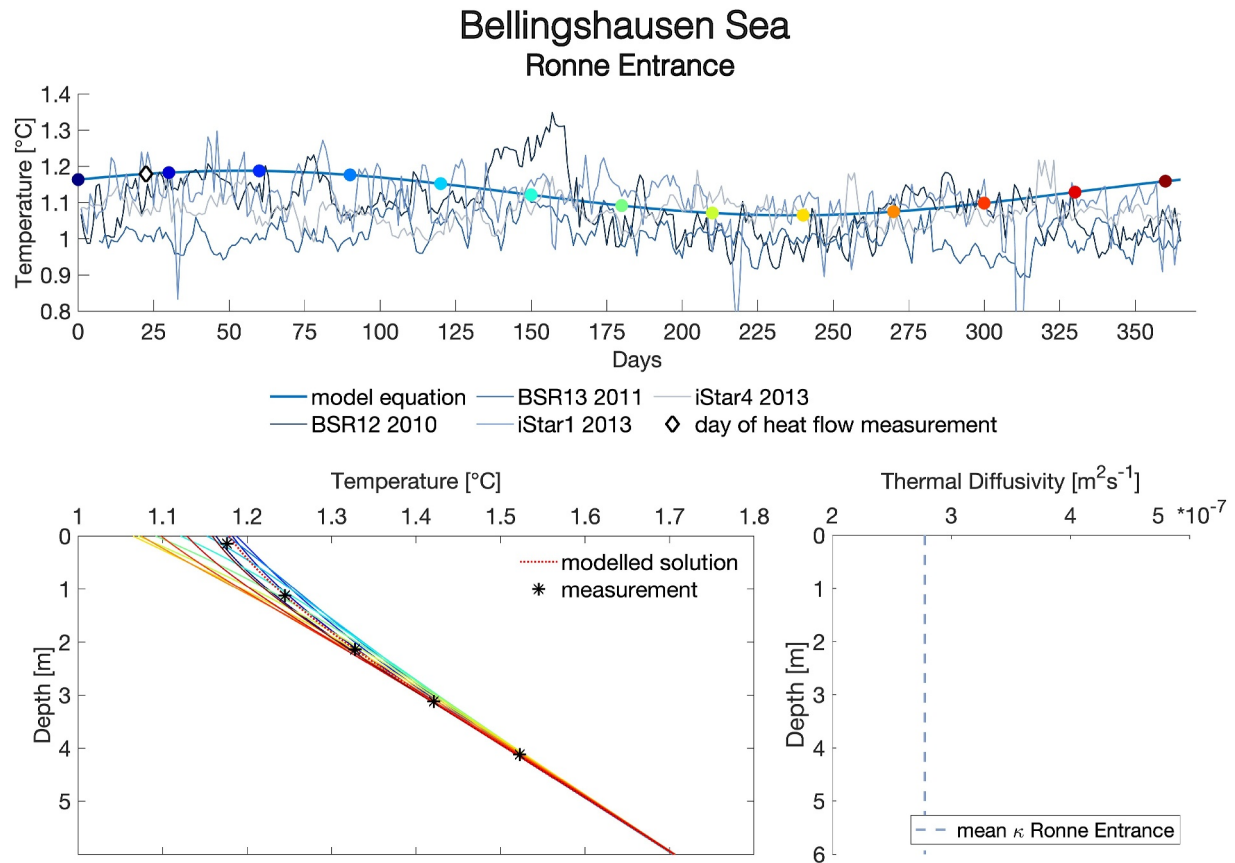 Bellingshausen Sea
Ronne Entrance
Temperature [°C]
1.4
1.3
1.2
1.1
1
0.9
0.8
0 25 50 75 100 125 150 175 200 225 250 275 300 325 350
Days
model equation BSR13 2011 iStar4 2013
BSR12 2010 iStar1 2013 day of heat flow measurement
Temperature [°C]
1 1.1 1.2 1.3 1.4 1.5 1.6 1.7 1.8
Depth [m]
0
1
2
3
4
5
modelled solution
measurement
Thermal Diffusivity [m²s⁻¹]
2 3 4 5 *10⁻⁷
Depth [m]
0
1
2
3
4
5
6
mean κ Ronne Entrance